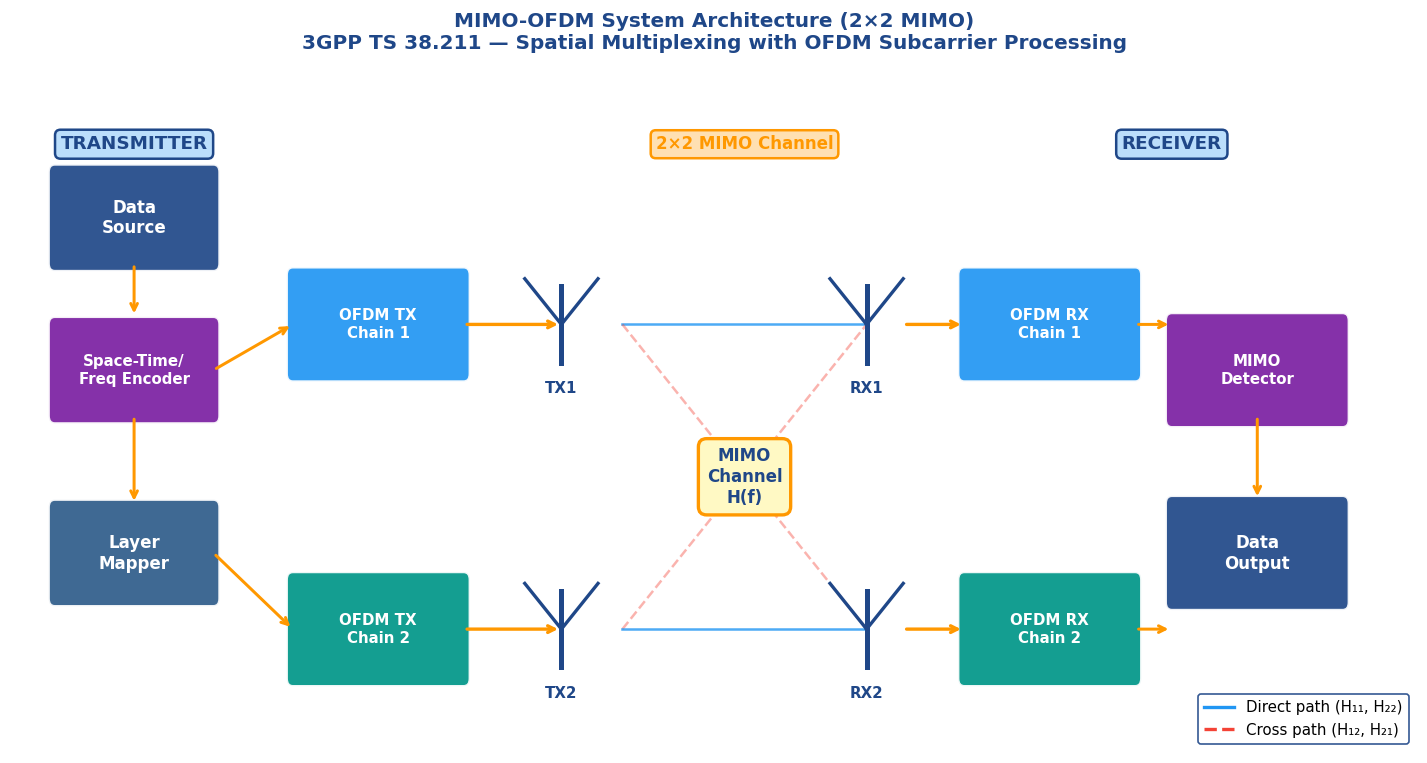 MIMO-OFDM System Architecture (2×2 MIMO)
3GPP TS 38.211 — Spatial Multiplexing with OFDM Subcarrier Processing
TRANSMITTER
2×2 MIMO Channel
RECEIVER
Data
Source
Space-Time/
Freq Encoder
Layer
Mapper
OFDM TX
Chain 1
OFDM TX
Chain 2
TX1
TX2
MIMO
Channel
H(f)
RX1
RX2
OFDM RX
Chain 1
OFDM RX
Chain 2
MIMO
Detector
Data
Output
Direct path (H₁₁, H₂₂)
Cross path (H₁₂, H₂₁)